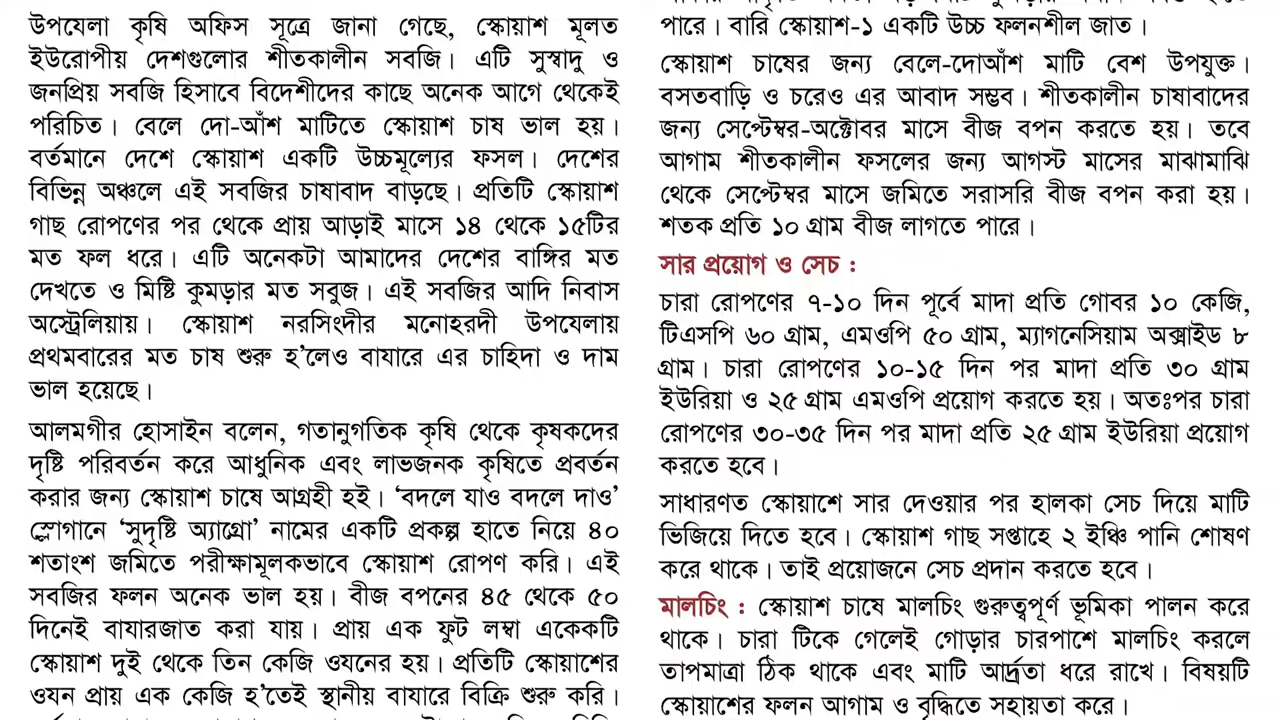 উপযেলা কৃষি অফিস সূত্রে জানা গেছে, স্কোয়াশ মূলত
ইউরোপীয় দেশগুলোর শীতকালীন সবজি। এটি সুস্বাদু ও
জনপ্রিয় সবজি হিসাবে বিদেশীদের কাছে অনেক আগে থেকেই
পরিচিত। বেলে দো-আঁশ মাটিতে স্কোয়াশ চাষ ভাল হয়।
বর্তমানে দেশে স্কোয়াশ একটি উচ্চমূল্যের ফসল। দেশের
বিভিন্ন অঞ্চলে এই সবজির চাষাবাদ বাড়ছে। প্রতিটি স্কোয়াশ
গাছ রোপণের পর থেকে প্রায় আড়াই মাসে ১৪ থেকে ১৫টির
মত ফল ধরে। এটি অনেকটা আমাদের দেশের বাঙ্গির মত
দেখতে ও মিষ্টি কুমড়ার মত সবুজ। এই সবজির আদি নিবাস
অস্ট্রেলিয়ায়। স্কোয়াশ নরসিংদীর মনোহরদী উপযেলায়
প্রথমবারের মত চাষ শুরু হ’লেও বাযারে এর চাহিদা ও দাম
ভাল হয়েছে।
আলমগীর হোসাইন বলেন, গতানুগতিক কৃষি থেকে কৃষকদের
দৃষ্টি পরিবর্তন করে আধুনিক এবং লাভজনক কৃষিতে প্রবর্তন
করার জন্য স্কোয়াশ চাষে আগ্রহী হই। ‘বদলে যাও বদলে দাও’
স্লোগানে ‘সুদৃষ্টি অ্যাগ্রো’ নামের একটি প্রকল্প হাতে নিয়ে ৪০
শতাংশ জমিতে পরীক্ষামূলকভাবে স্কোয়াশ রোপণ করি। এই
সবজির ফলন অনেক ভাল হয়। বীজ বপনের ৪৫ থেকে ৫০
দিনেই বাযারজাত করা যায়। প্রায় এক ফুট লম্বা একেকটি
স্কোয়াশ দুই থেকে তিন কেজি ওযনের হয়। প্রতিটি স্কোয়াশের
ওযন প্রায় এক কেজি হ’তেই স্থানীয় বাযারে বিক্রি শুরু করি।
পারে। বারি স্কোয়াশ-১ একটি উচ্চ ফলনশীল জাত।
স্কোয়াশ চাষের জন্য বেলে-দোআঁশ মাটি বেশ উপযুক্ত।
বসতবাড়ি ও চরেও এর আবাদ সম্ভব। শীতকালীন চাষাবাদের
জন্য সেপ্টেম্বর-অক্টোবর মাসে বীজ বপন করতে হয়। তবে
আগাম শীতকালীন ফসলের জন্য আগস্ট মাসের মাঝামাঝি
থেকে সেপ্টেম্বর মাসে জমিতে সরাসরি বীজ বপন করা হয়।
শতক প্রতি ১০ গ্রাম বীজ লাগতে পারে।
সার প্রয়োগ ও সেচ :
চারা রোপণের ৭-১০ দিন পূর্বে মাদা প্রতি গোবর ১০ কেজি,
টিএসপি ৬০ গ্রাম, এমওপি ৫০ গ্রাম, ম্যাগনেসিয়াম অক্সাইড ৮
গ্রাম। চারা রোপণের ১০-১৫ দিন পর মাদা প্রতি ৩০ গ্রাম
ইউরিয়া ও ২৫ গ্রাম এমওপি প্রয়োগ করতে হয়। অতঃপর চারা
রোপণের ৩০-৩৫ দিন পর মাদা প্রতি ২৫ গ্রাম ইউরিয়া প্রয়োগ
করতে হবে।
সাধারণত স্কোয়াশে সার দেওয়ার পর হালকা সেচ দিয়ে মাটি
ভিজিয়ে দিতে হবে। স্কোয়াশ গাছ সপ্তাহে ২ ইঞ্চি পানি শোষণ
করে থাকে। তাই প্রয়োজনে সেচ প্রদান করতে হবে।
মালচিং : স্কোয়াশ চাষে মালচিং গুরুত্বপূর্ণ ভূমিকা পালন করে
থাকে। চারা টিকে গেলেই গোড়ার চারপাশে মালচিং করলে
তাপমাত্রা ঠিক থাকে এবং মাটি আর্দ্রতা ধরে রাখে। বিষয়টি
স্কোয়াশের ফলন আগাম ও বৃদ্ধিতে সহায়তা করে।